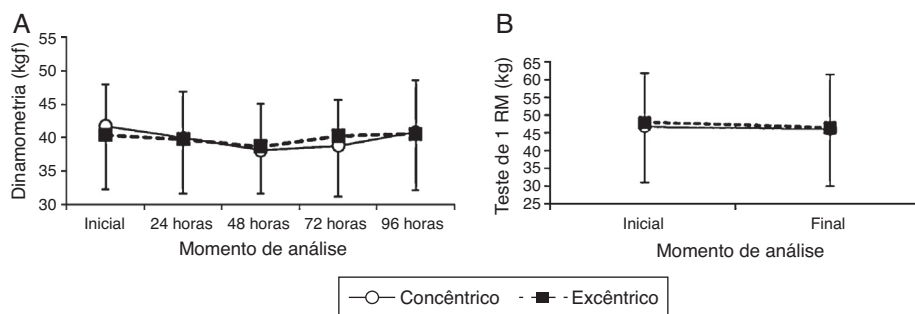 A
Dinamometria (kgf)
55
50
45
40
35
30
Inicial
24 horas
48 horas
72 horas
96 horas
Momento de análise
B
Teste de 1 RM (kg)
65
60
55
50
45
40
35
30
25
Inicial
Final
Momento de análise
Concêntrico
Excêntrico